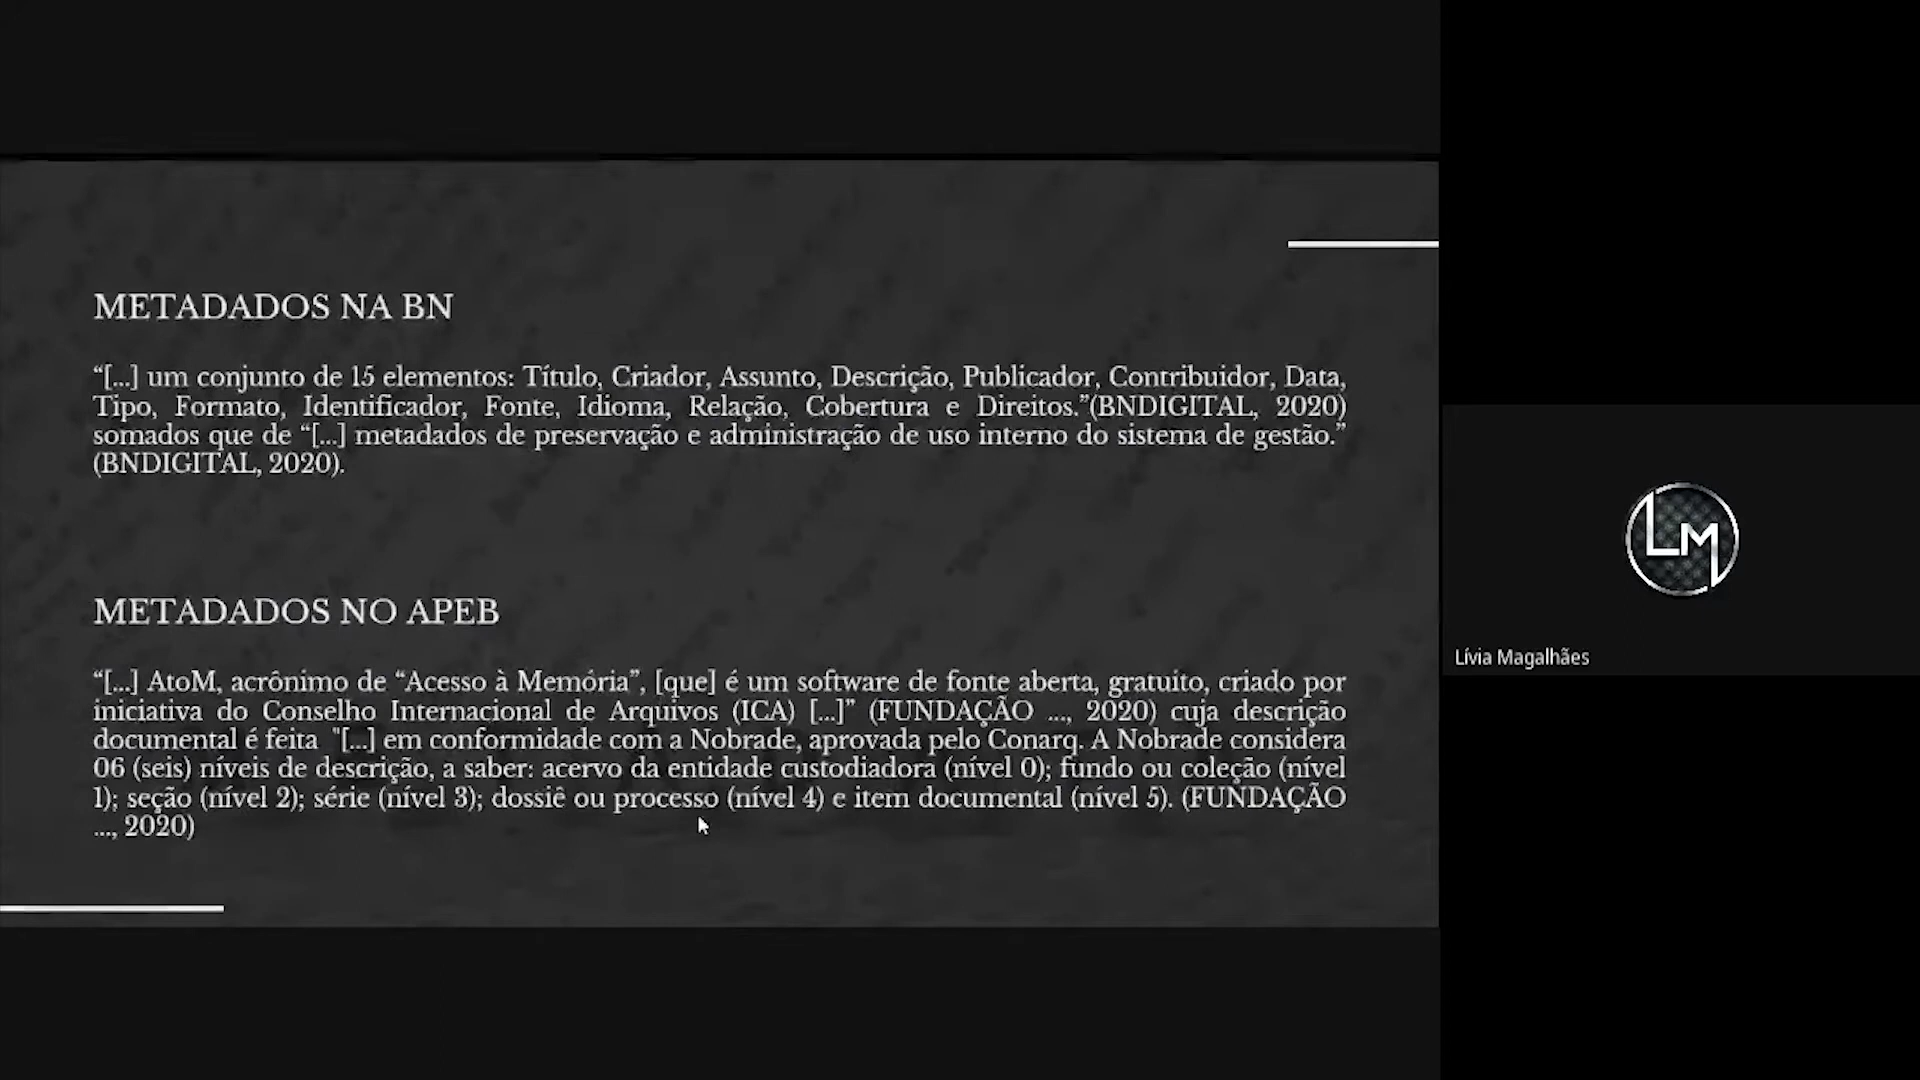 METADADOS NA BN
“[...] um conjunto de 15 elementos: Título, Criador, Assunto, Descrição, Publicador, Contribuidor, Data,
Tipo, Formato, Identificador, Fonte, Idioma, Relação, Cobertura e Direitos.”(BNDIGITAL, 2020)
somados que de “[...] metadados de preservação e administração de uso interno do sistema de gestão.”
(BNDIGITAL, 2020).
METADADOS NO APEB
“[...] AtoM, acrônimo de “Acesso à Memória”, [que] é um software de fonte aberta, gratuito, criado por
iniciativa do Conselho Internacional de Arquivos (ICA) [...]” (FUNDAÇÃO ..., 2020) cuja descrição
documental é feita "[...] em conformidade com a Nobrade, aprovada pelo Conarq. A Nobrade considera
06 (seis) níveis de descrição, a saber: acervo da entidade custodiadora (nível 0); fundo ou coleção (nível
1); seção (nível 2); série (nível 3); dossiê ou processo (nível 4) e item documental (nível 5). (FUNDAÇÃO
..., 2020)
LM
Lívia Magalhães